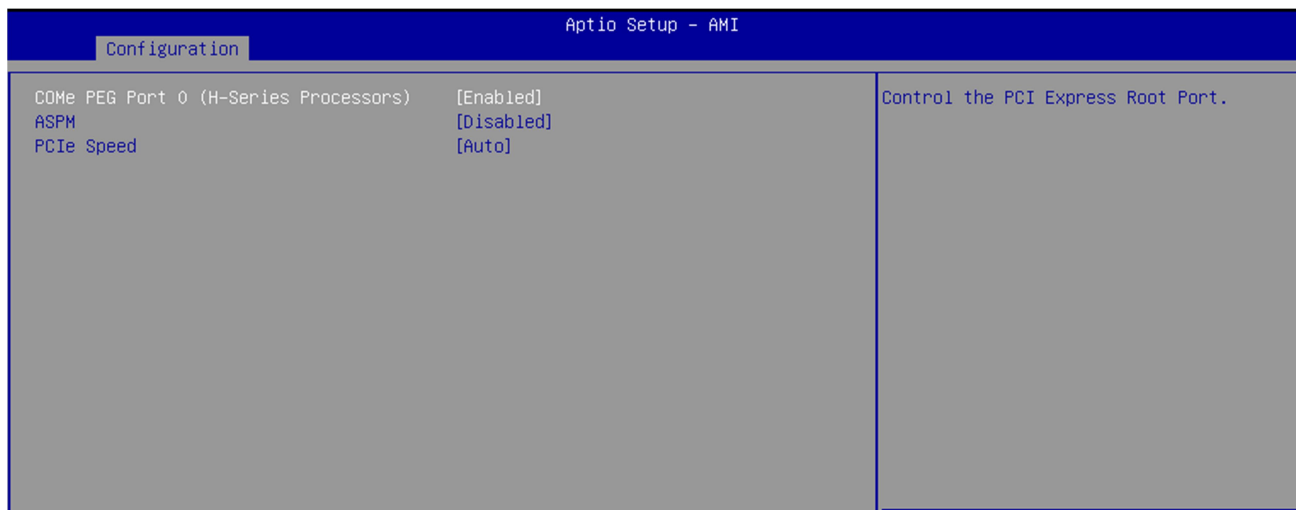 Aptio Setup – AMI
Configuration
COMe PEG Port 0 (H-Series Processors) [Enabled] Control the PCI Express Root Port.
ASPM [Disabled]
PCIe Speed [Auto]